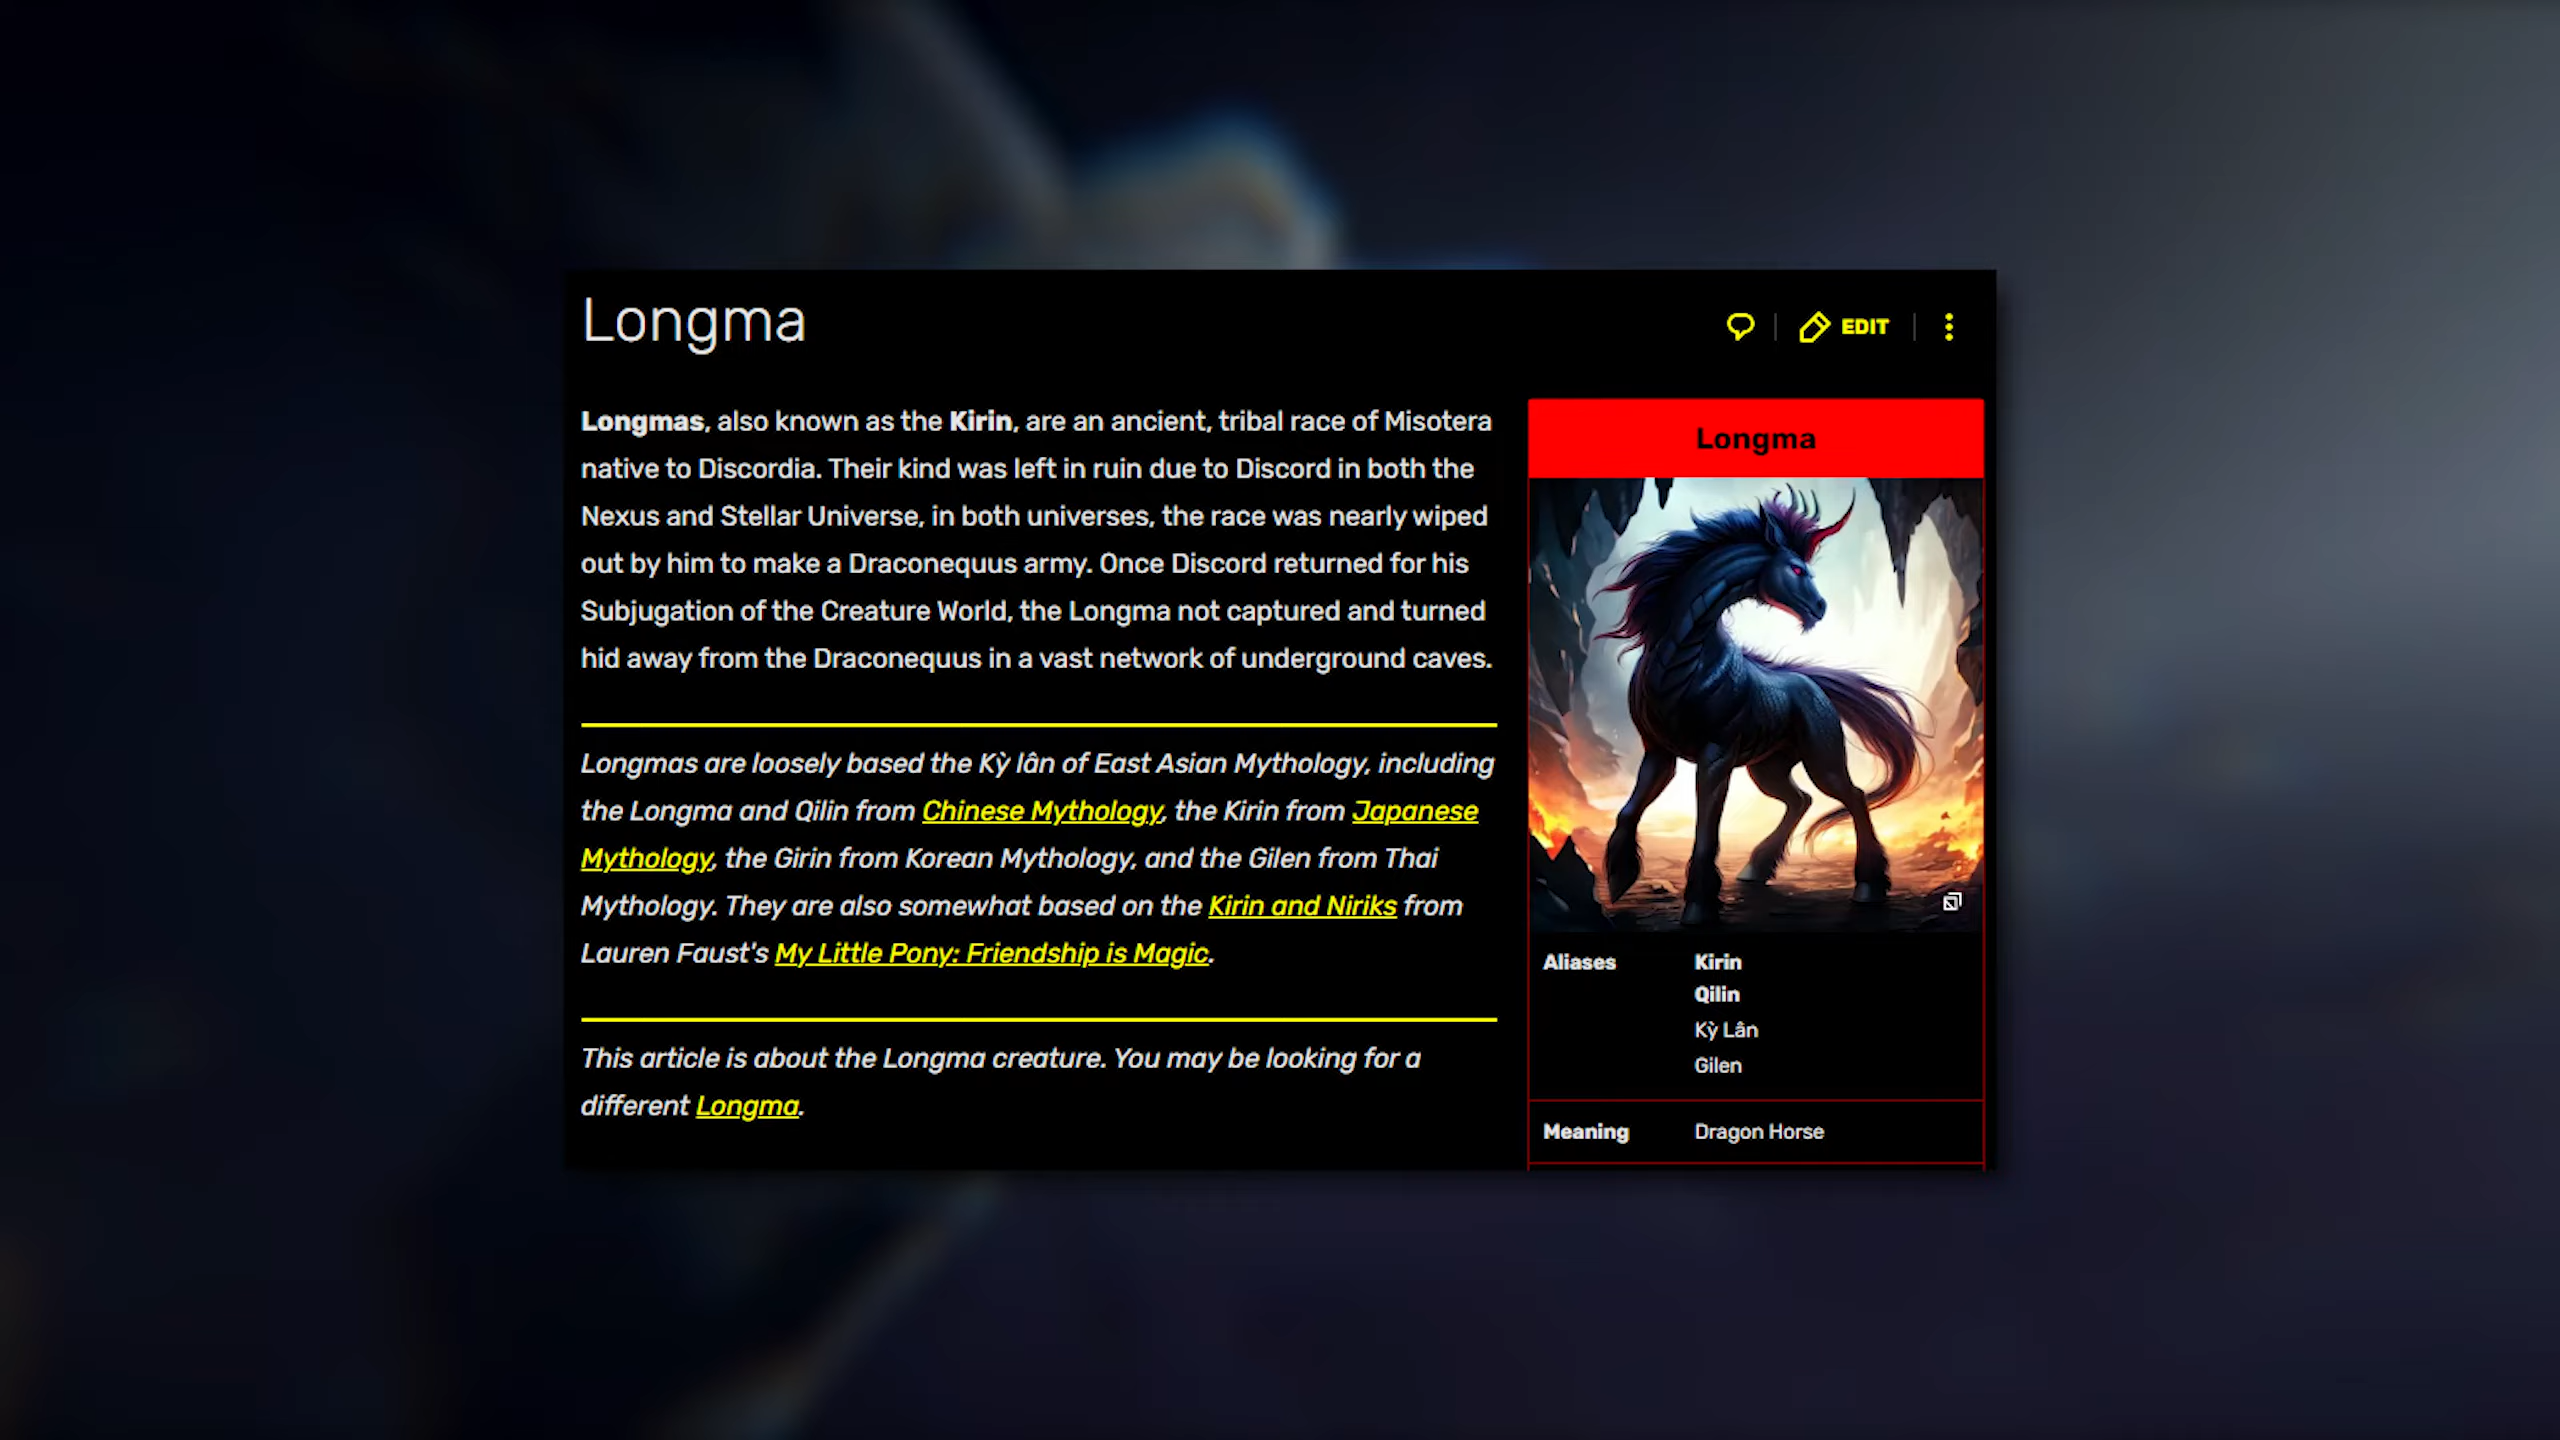 Longma
EDIT
Longmas, also known as the Kirin, are an ancient, tribal race of Misotera
native to Discordia. Their kind was left in ruin due to Discord in both the
Nexus and Stellar Universe, in both universes, the race was nearly wiped
out by him to make a Draconequus army. Once Discord returned for his
Subjugation of the Creature World, the Longma not captured and turned
hid away from the Draconequus in a vast network of underground caves.
Longmas are loosely based the Kỳ lân of East Asian Mythology, including
the Longma and Qilin from Chinese Mythology, the Kirin from Japanese
Mythology, the Girin from Korean Mythology, and the Gilen from Thai
Mythology. They are also somewhat based on the Kirin and Niriks from
Lauren Faust's My Little Pony: Friendship is Magic.
This article is about the Longma creature. You may be looking for a
different Longma.
Longma
Aliases
Kirin
Qilin
Kỳ Lân
Gilen
Meaning
Dragon Horse